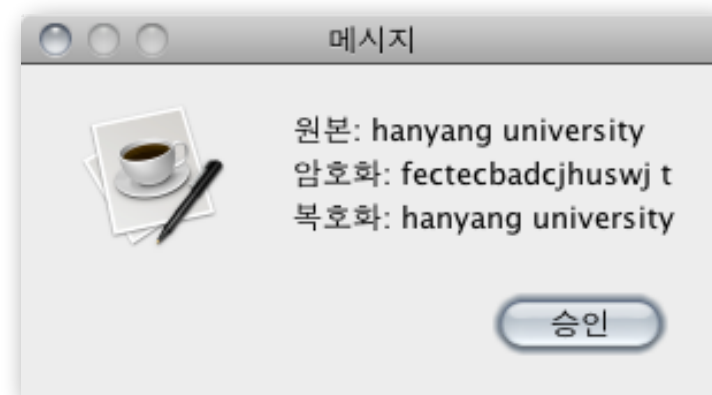 메시지
원본: hanyang university
암호화: fectecbadcjhuswj t
복호화: hanyang university
승인